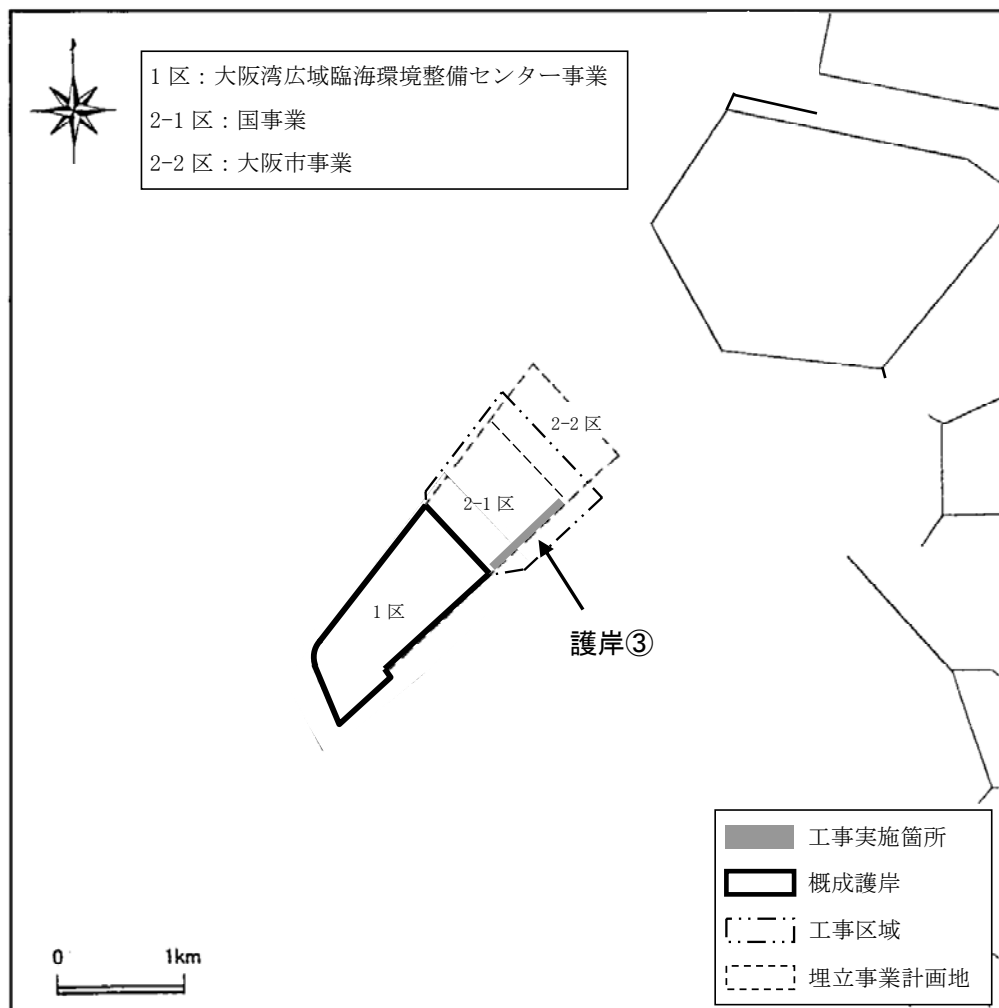 1 区：大阪湾広域臨海環境整備センター事業
2-1 区：国事業
2-2 区：大阪市事業
2-2 区
2-1 区
1 区
護岸③
工事実施箇所
概成護岸
工事区域
埋立事業計画地
0 1km